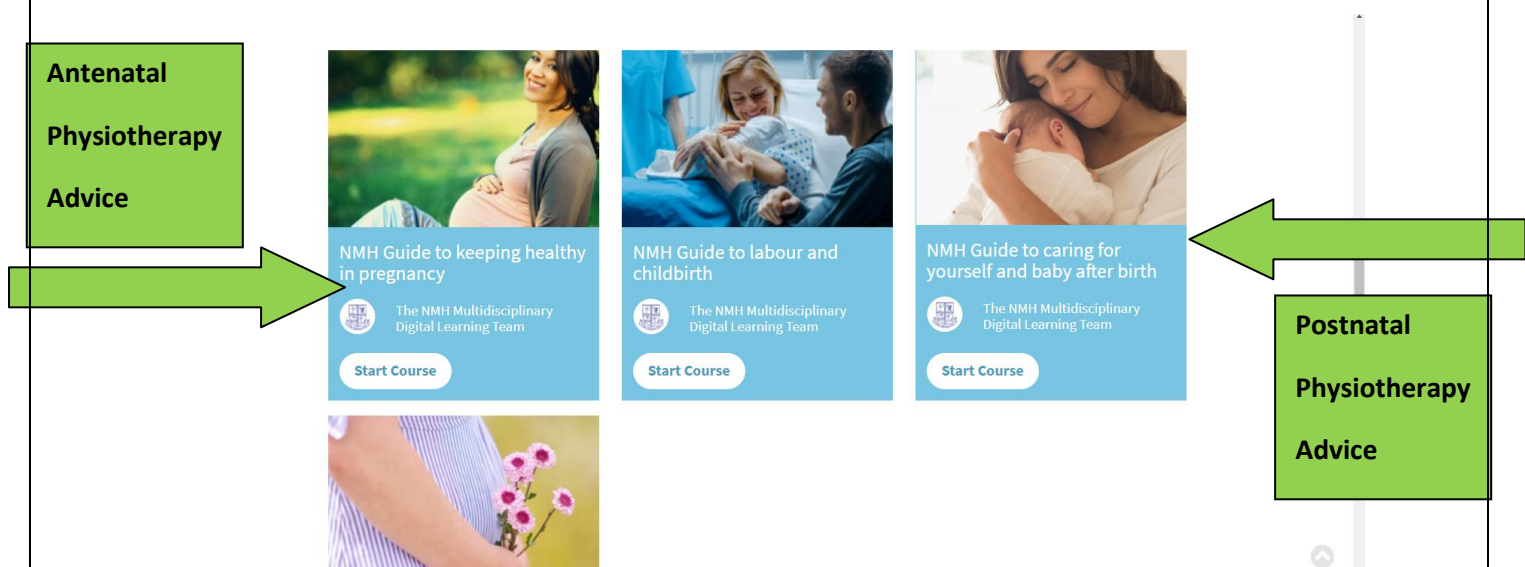 Antenatal
Physiotherapy
Advice
NMH Guide to keeping healthy
in pregnancy
The NMH Multidisciplinary
Digital Learning Team
Start Course
NMH Guide to labour and
childbirth
The NMH Multidisciplinary
Digital Learning Team
Start Course
NMH Guide to caring for
yourself and baby after birth
The NMH Multidisciplinary
Digital Learning Team
Start Course
Postnatal
Physiotherapy
Advice